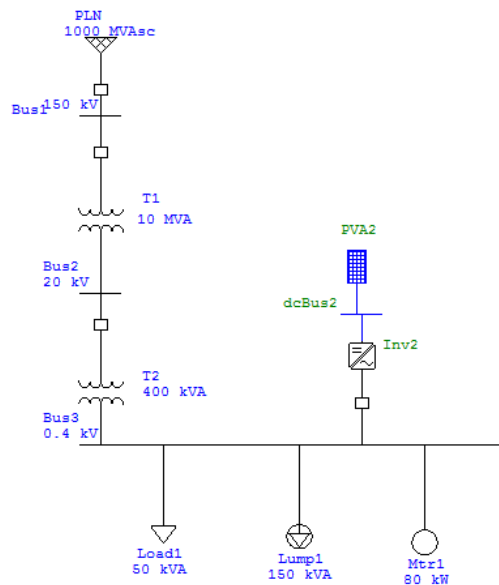 PLN
1000 MVAsc
150 kV
Bus1
T1
10 MVA
PVA2
Bus2
20 kV
dcBus2
Inv2
T2
400 kVA
Bus3
0.4 kV
Load1
50 kVA
Lump1
150 kVA
Mtr1
80 kW